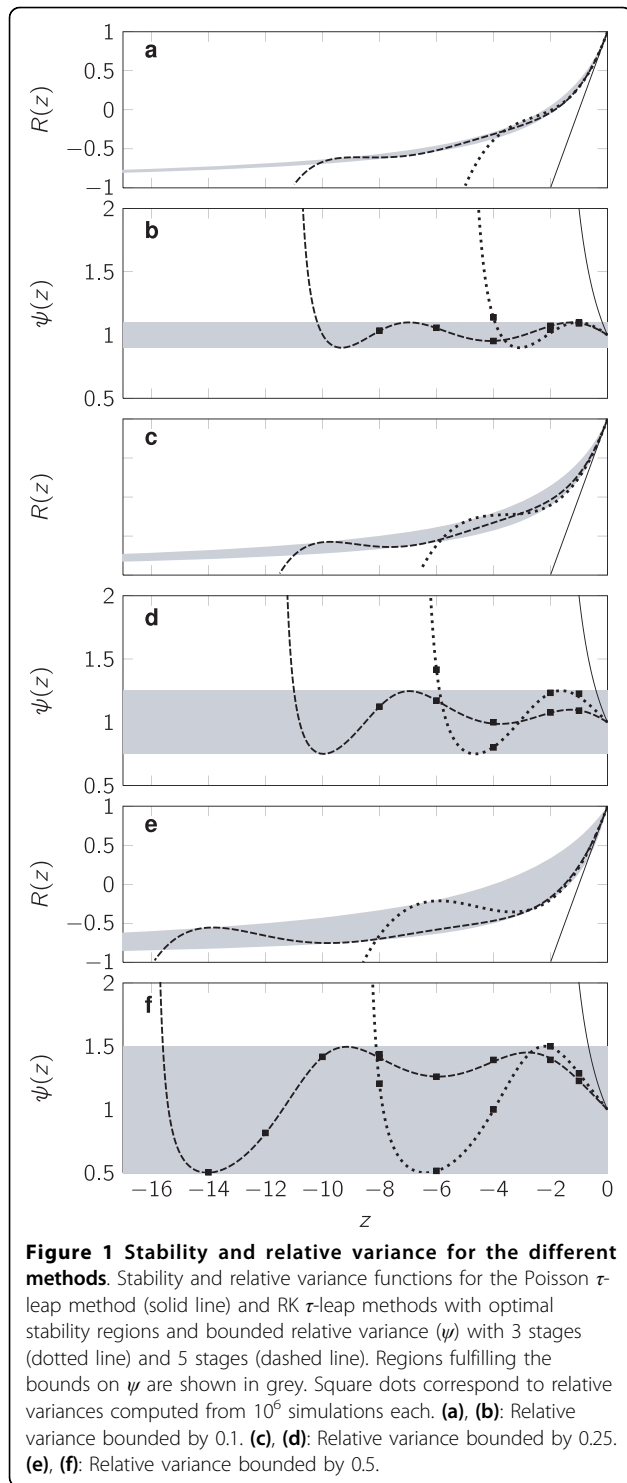 a
R(z)
1
0.5
0
−0.5
−1
b
ψ(z)
2
1.5
1
0.5
c
R(z)
d
ψ(z)
2
1.5
1
0.5
e
R(z)
1
0.5
0
−0.5
−1
f
ψ(z)
2
1.5
1
0.5
−16 −14 −12 −10 −8 −6 −4 −2 0
z
Figure 1 Stability and relative variance for the different
methods. Stability and relative variance functions for the Poisson τ-
leap method (solid line) and RK τ-leap methods with optimal
stability regions and bounded relative variance (ψ) with 3 stages
(dotted line) and 5 stages (dashed line). Regions fulfilling the
bounds on ψ are shown in grey. Square dots correspond to relative
variances computed from 10⁶ simulations each. (a), (b): Relative
variance bounded by 0.1. (c), (d): Relative variance bounded by 0.25.
(e), (f): Relative variance bounded by 0.5.